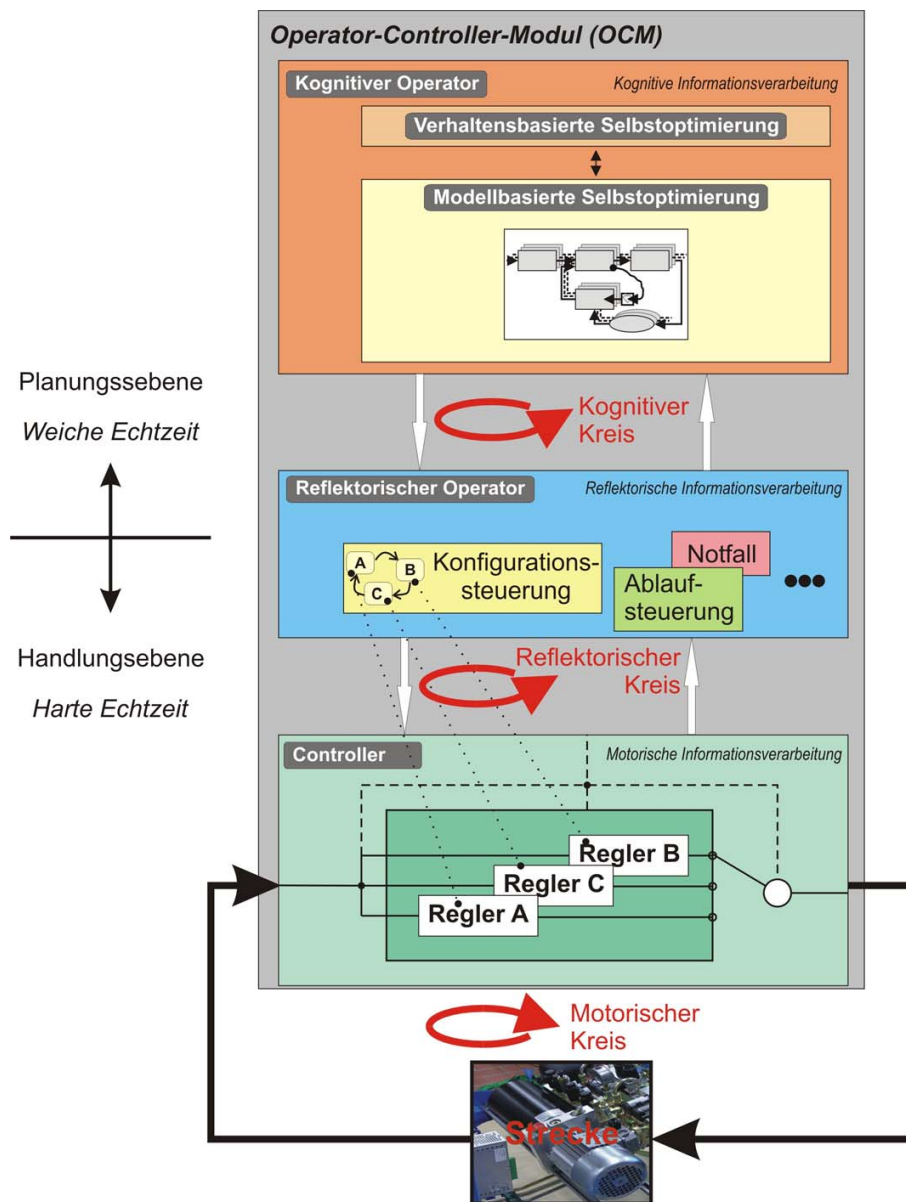 Operator-Controller-Modul (OCM)
Kognitiver Operator
Kognitive Informationsverarbeitung
Verhaltensbasierte Selbstoptimierung
Modellbasierte Selbstoptimierung
Planungssebene
Weiche Echtzeit
Kognitiver
Kreis
Reflektorischer Operator
Reflektorische Informationsverarbeitung
A
B
C
Konfigurations-
steuerung
Notfall
Ablauf-
steuerung
Handlungsebene
Harte Echtzeit
Reflektorischer
Kreis
Controller
Motorische Informationsverarbeitung
Regler B
Regler C
Regler A
Motorischer
Kreis
Strecke